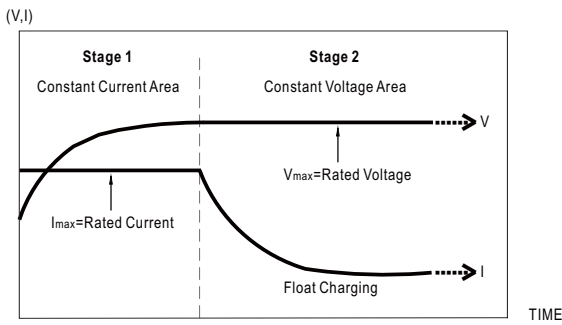 (V,I)
Stage 1
Stage 2
Constant Current Area
Constant Voltage Area
V
Vmax=Rated Voltage
Imax=Rated Current
I
Float Charging
TIME